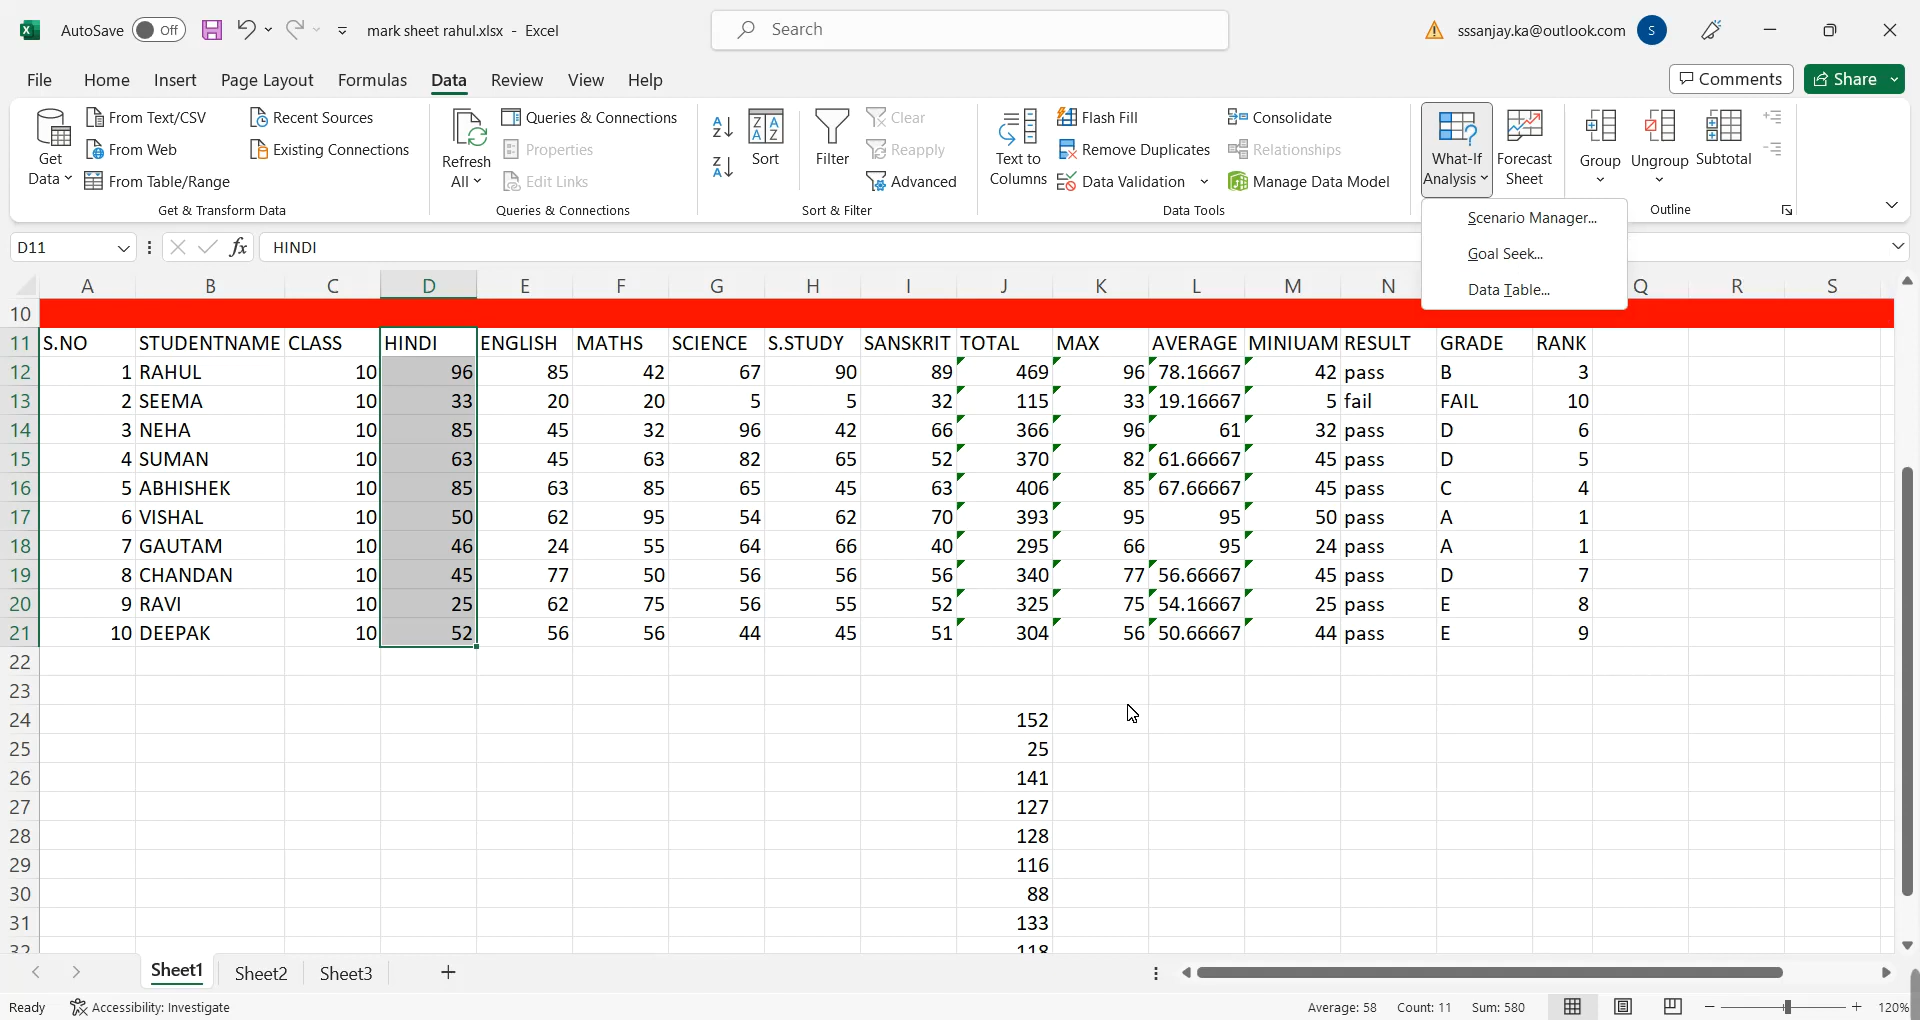 AutoSave Off mark sheet rahul.xlsx - Excel Search sssanjay.ka@outlook.com S
File Home Insert Page Layout Formulas Data Review View Help Comments Share
Get Data From Text/CSV From Web From Table/Range Recent Sources Existing Connections
Get & Transform Data
Refresh All Queries & Connections Properties Edit Links
Queries & Connections
Sort Filter Clear Reapply Advanced
Sort & Filter
Text to Columns Flash Fill Remove Duplicates Data Validation Consolidate Relationships Manage Data Model
Data Tools
What-If Analysis Forecast Sheet
Scenario Manager...
Goal Seek...
Data Table...
Group Ungroup Subtotal
Outline
D11 fx HINDI
A B C D E F G H I J K L M N Q R S
10
11 S.NO STUDENTNAME CLASS HINDI ENGLISH MATHS SCIENCE S.STUDY SANSKRIT TOTAL MAX AVERAGE MINIUAM RESULT GRADE RANK
12 1 RAHUL 10 96 85 42 67 90 89 469 96 78.16667 42 pass B 3
13 2 SEEMA 10 33 20 20 5 5 32 115 33 19.16667 5 fail FAIL 10
14 3 NEHA 10 85 45 32 96 42 66 366 96 61 32 pass D 6
15 4 SUMAN 10 63 45 63 82 65 52 370 82 61.66667 45 pass D 5
16 5 ABHISHEK 10 85 63 85 65 45 63 406 85 67.66667 45 pass C 4
17 6 VISHAL 10 50 62 95 54 62 70 393 95 95 50 pass A 1
18 7 GAUTAM 10 46 24 55 64 66 40 295 66 95 24 pass A 1
19 8 CHANDAN 10 45 77 50 56 56 56 340 77 56.66667 45 pass D 7
20 9 RAVI 10 25 62 75 56 55 52 325 75 54.16667 25 pass E 8
21 10 DEEPAK 10 52 56 56 44 45 51 304 56 50.66667 44 pass E 9
22
23
24 152
25 25
26 141
27 127
28 128
29 116
30 88
31 133
32 118
Sheet1 Sheet2 Sheet3
Ready Accessibility: Investigate Average: 58 Count: 11 Sum: 580 120%